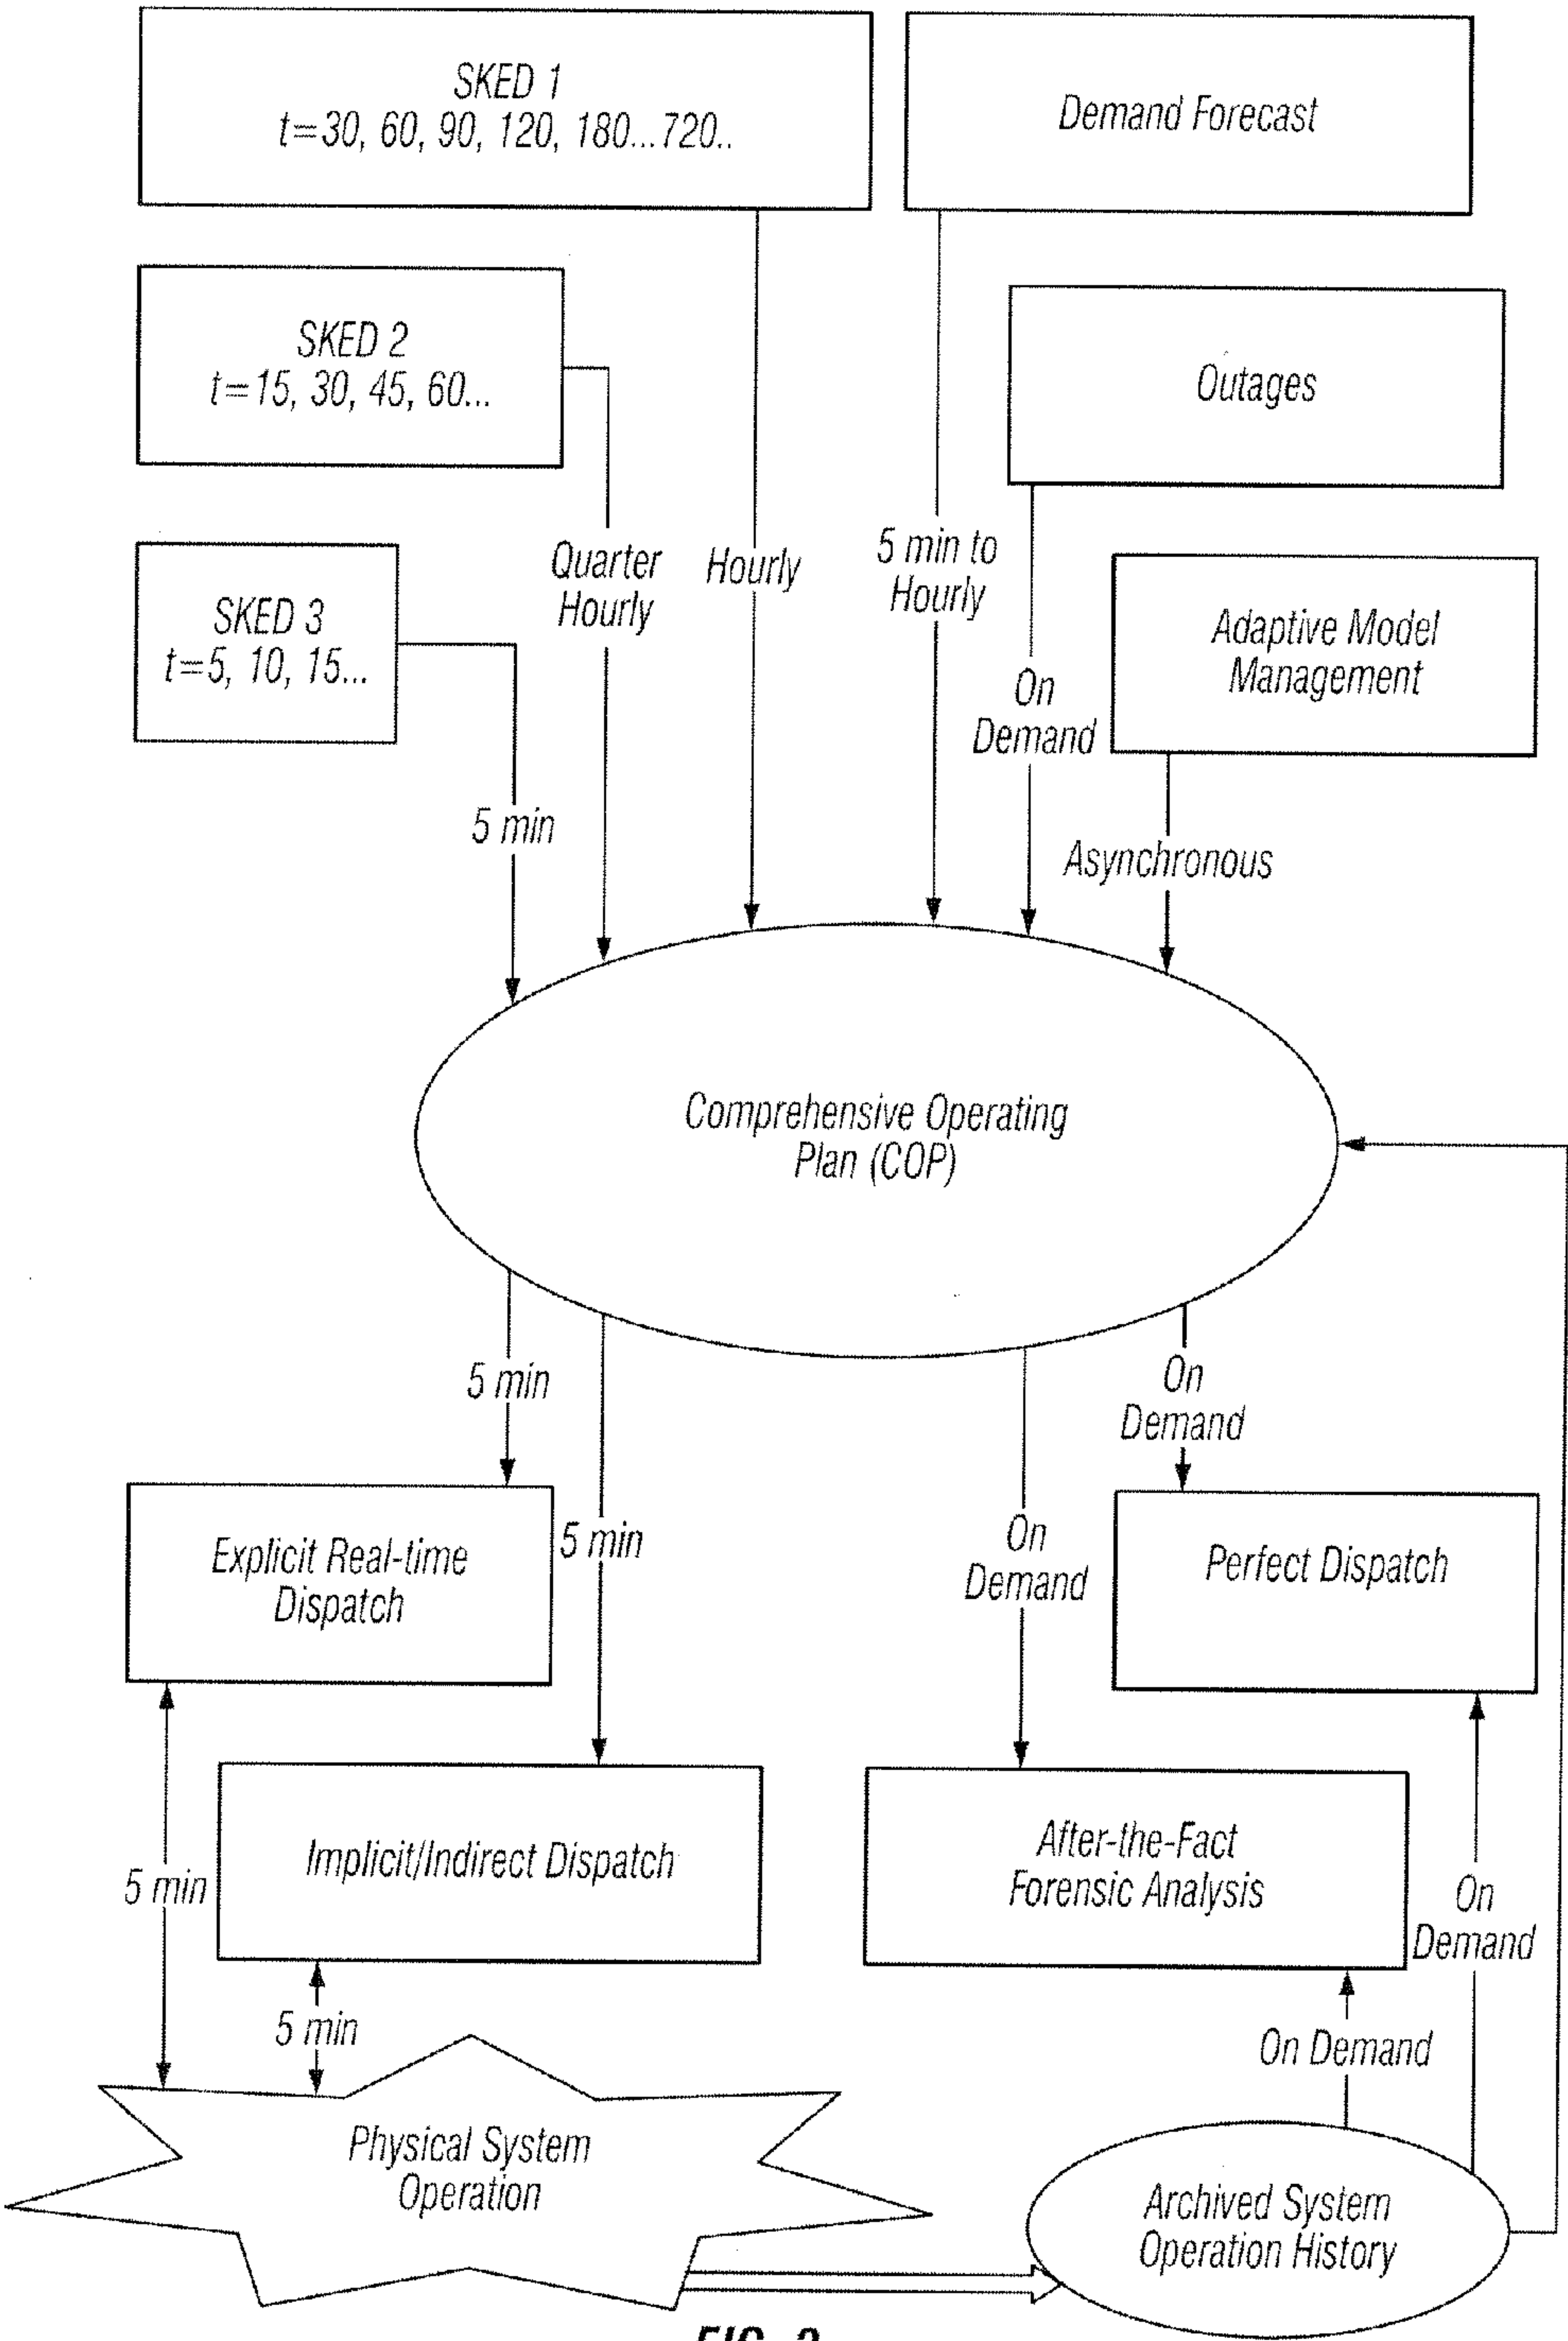 SKED 1
t=30, 60, 90, 120, 180...720..
Demand Forecast
SKED 2
t=15, 30, 45, 60...
Outages
SKED 3
t=5, 10, 15...
Quarter
Hourly
Hourly
5 min to
Hourly
Adaptive Model
Management
On
Demand
5 min
Asynchronous
Comprehensive Operating
Plan (COP)
5 min
On
Demand
Explicit Real-time
Dispatch
5 min
On
Demand
Perfect Dispatch
Implicit/Indirect Dispatch
After-the-Fact
Forensic Analysis
5 min
On
Demand
5 min
On Demand
Physical System
Operation
Archived System
Operation History